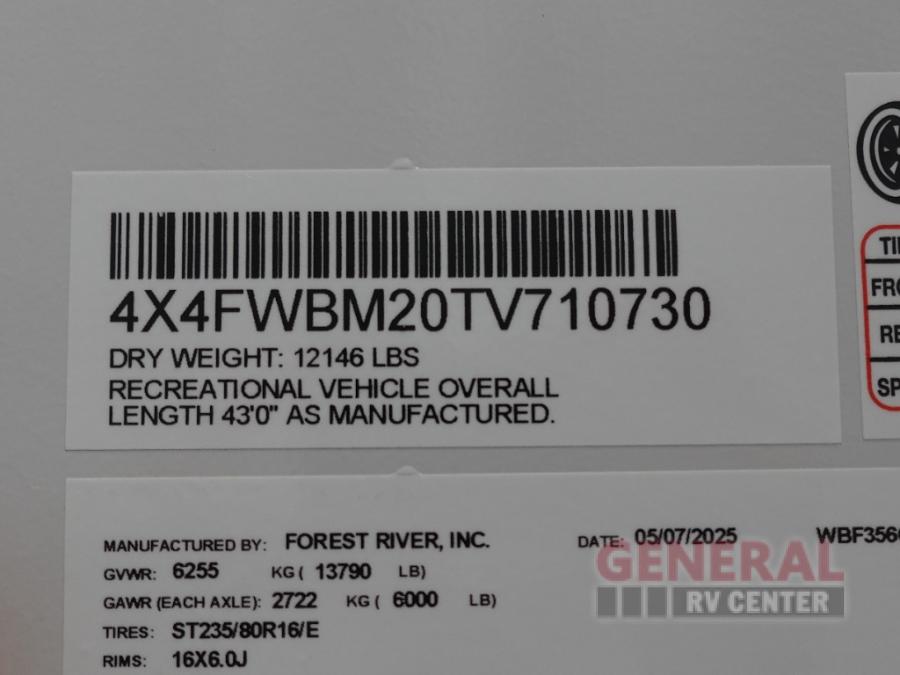 4X4FWBM20TV710730
DRY WEIGHT: 12146 LBS
RECREATIONAL VEHICLE OVERALL
LENGTH 43'0" AS MANUFACTURED.
MANUFACTURED BY: FOREST RIVER, INC. DATE: 05/07/2025
GVWR: 6255 KG ( 13790 LB)
GAWR (EACH AXLE): 2722 KG ( 6000 LB)
TIRES: ST235/80R16/E
RIMS: 16X6.0J
GENERAL
RV CENTER